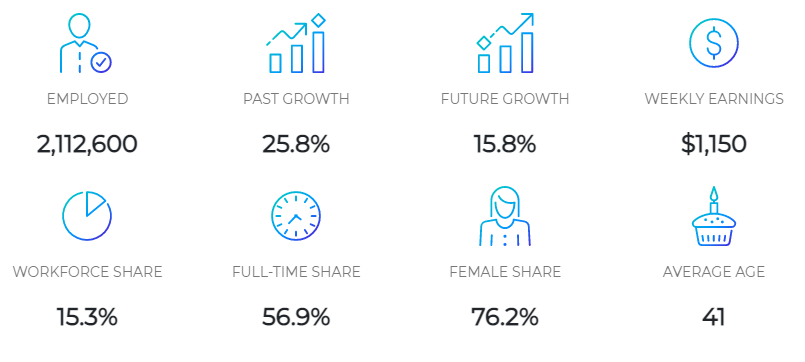 EMPLOYED
PAST GROWTH
FUTURE GROWTH
WEEKLY EARNINGS
2,112,600
25.8%
15.8%
$1,150
WORKFORCE SHARE
FULL-TIME SHARE
FEMALE SHARE
AVERAGE AGE
15.3%
56.9%
76.2%
41